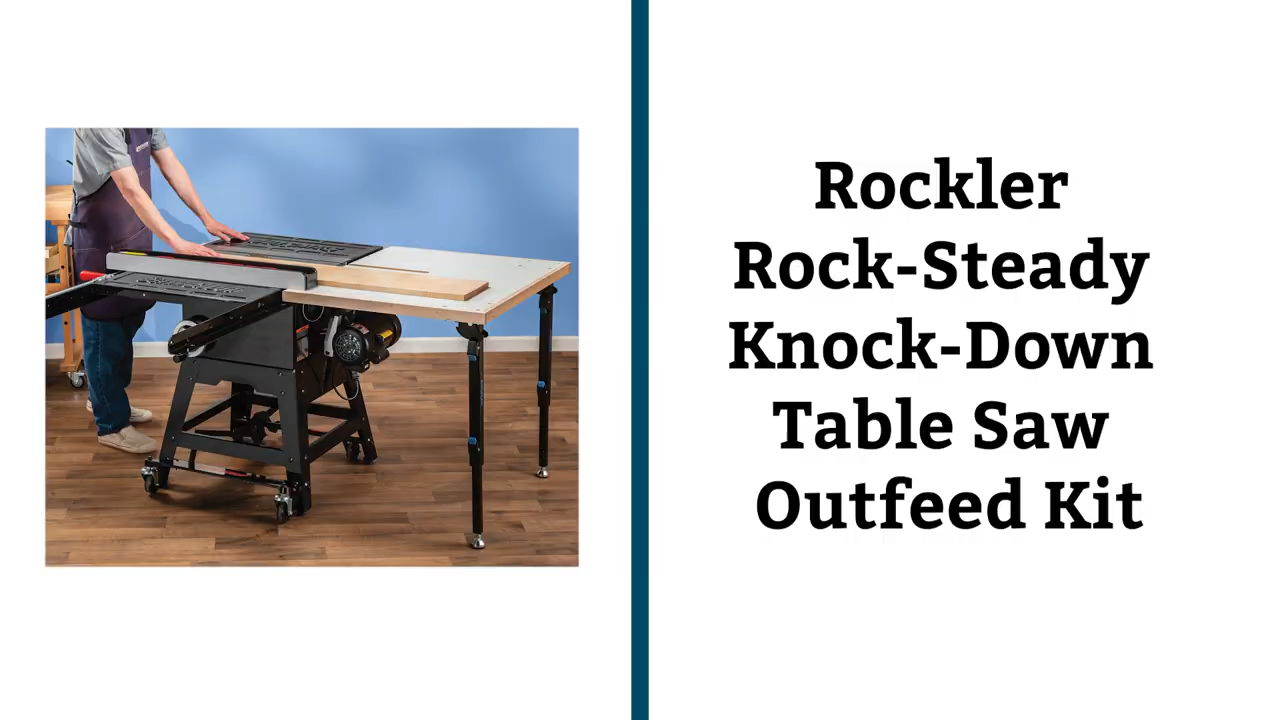 Rockler
Rock-Steady
Knock-Down
Table Saw
Outfeed Kit